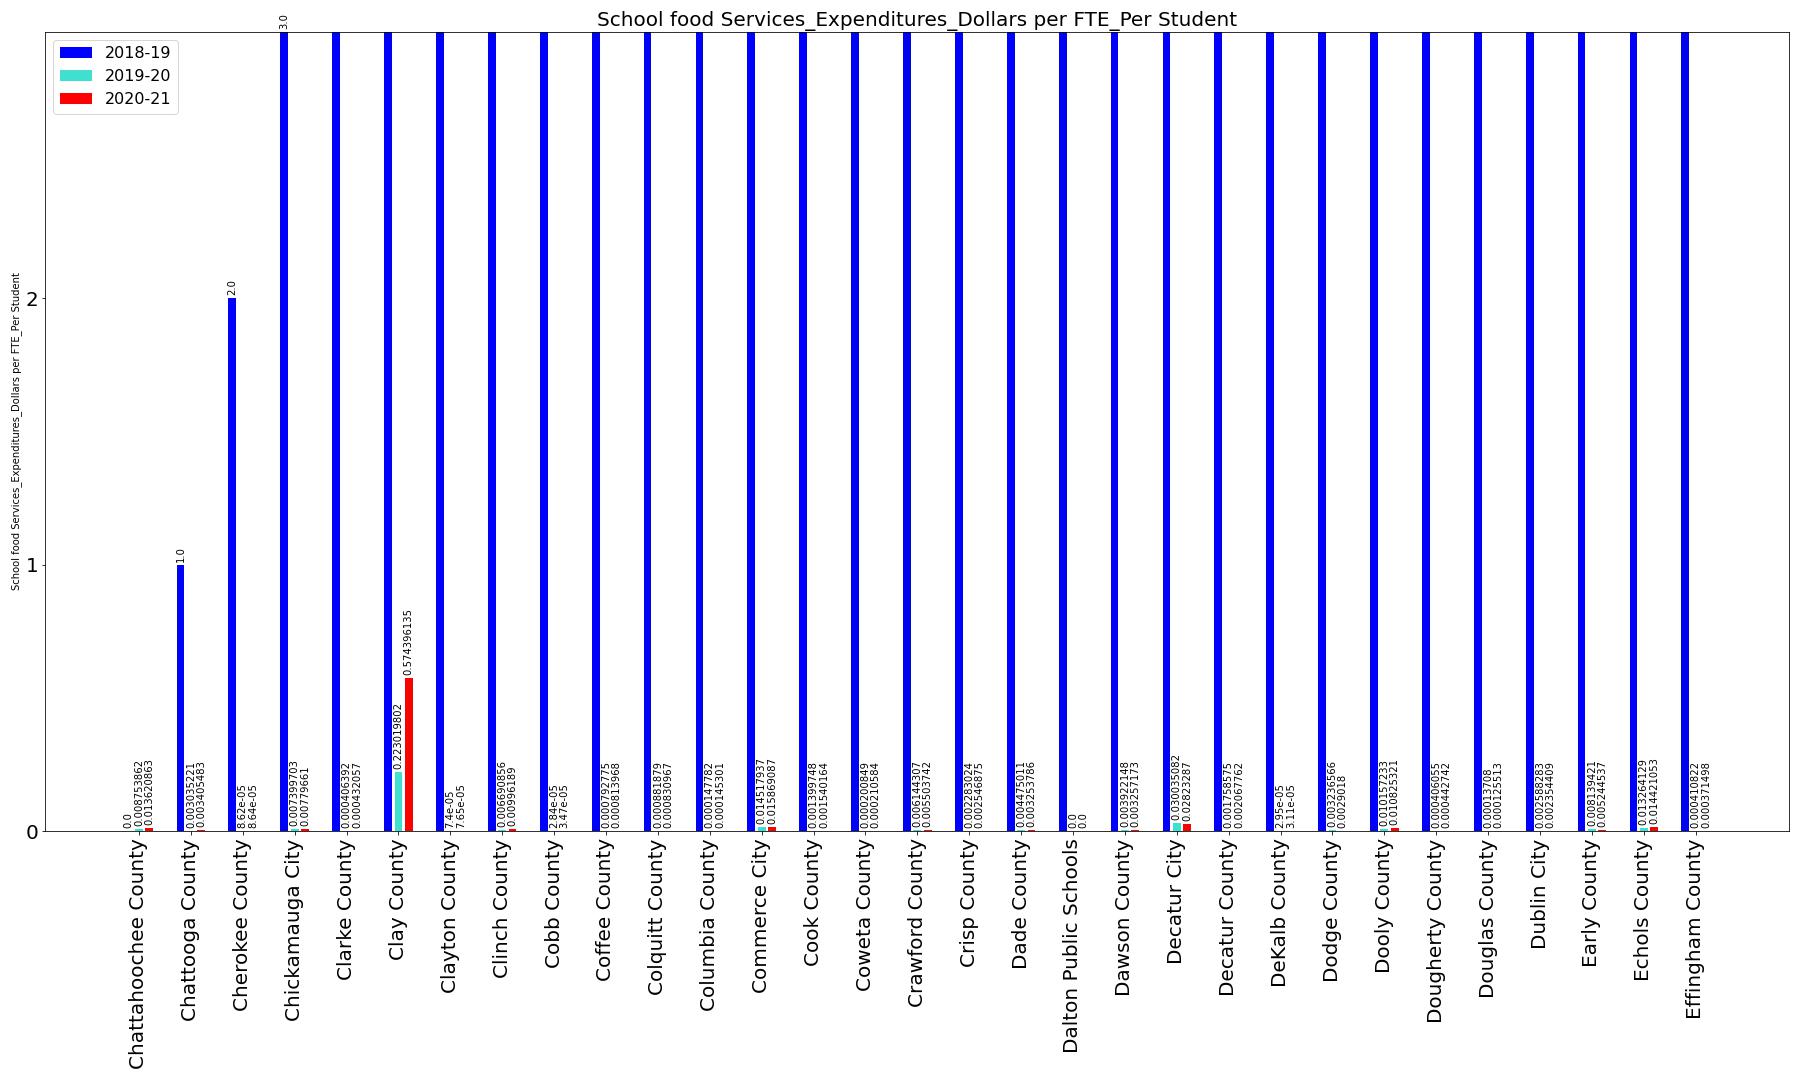 School food Services_Expenditures_Dollars per FTE_Per Student
2018-19
2019-20
2020-21
School food Services_Expenditures_Dollars per FTE_Per Student
2
1
0
0.0
0.008753862
0.013620863
1.0
0.003035221
0.003405483
2.0
8.62e-05
8.64e-05
3.0
0.007399703
0.00779661
0.000406392
0.000432057
0.223019802
0.574396135
7.4e-05
7.65e-05
0.006690856
0.00996189
2.84e-05
3.47e-05
0.000792775
0.000813968
0.000881879
0.000830967
0.000147782
0.000145301
0.014517937
0.015869087
0.001399748
0.001540164
0.000200849
0.000210584
0.006144307
0.005503742
0.002283024
0.002546875
0.004475011
0.003253786
0.0
0.0
0.003922148
0.003257173
0.030035082
0.02823287
0.001758575
0.002067762
2.95e-05
3.11e-05
0.003236566
0.0029018
0.010157233
0.010825321
0.000406055
0.000442742
0.00013708
0.000125513
0.002588283
0.002354409
0.008139421
0.005244537
0.013264129
0.014421053
0.000410822
0.000371498
Chattahoochee County
Chattooga County
Cherokee County
Chickamauga City
Clarke County
Clay County
Clayton County
Clinch County
Cobb County
Coffee County
Colquitt County
Columbia County
Commerce City
Cook County
Coweta County
Crawford County
Crisp County
Dade County
Dalton Public Schools
Dawson County
Decatur City
Decatur County
DeKalb County
Dodge County
Dooly County
Dougherty County
Douglas County
Dublin City
Early County
Echols County
Effingham County